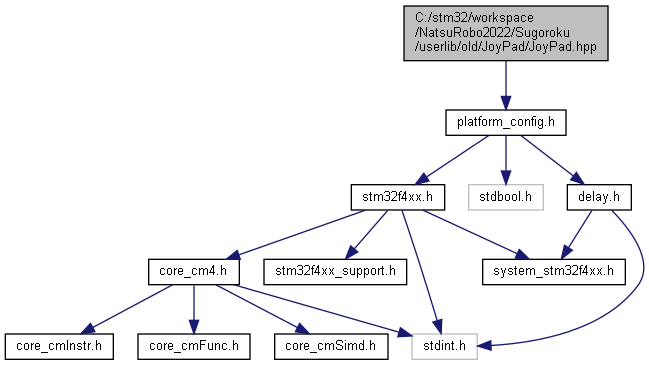 C:/stm32/workspace
/NatsuRobo2022/Sugoroku
/userlib/old/JoyPad/JoyPad.hpp
platform_config.h
stm32f4xx.h
stdbool.h
delay.h
core_cm4.h
stm32f4xx_support.h
system_stm32f4xx.h
core_cmInstr.h
core_cmFunc.h
core_cmSimd.h
stdint.h